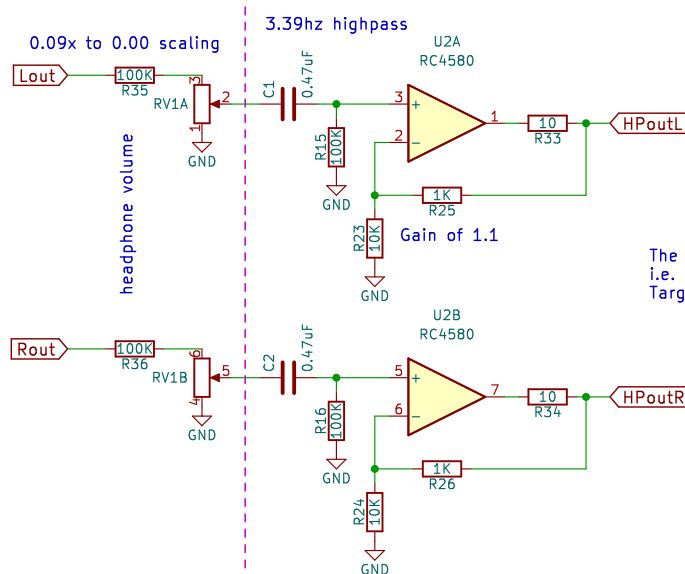 3.39hz highpass
0.09x to 0.00 scaling
U2A
RC4580
Lout
100K
R35
3
RV1A
2
1
GND
C1
0.47uF
3
+
2
−
1
R15
100K
GND
10
R33
HPoutL
1K
R25
R23
10K
GND
Gain of 1.1
headphone volume
The
i.e.
Targ
U2B
RC4580
Rout
100K
R36
6
RV1B
5
4
GND
C2
0.47uF
5
+
6
−
7
R16
100K
GND
10
R34
HPoutR
1K
R26
R24
10K
GND